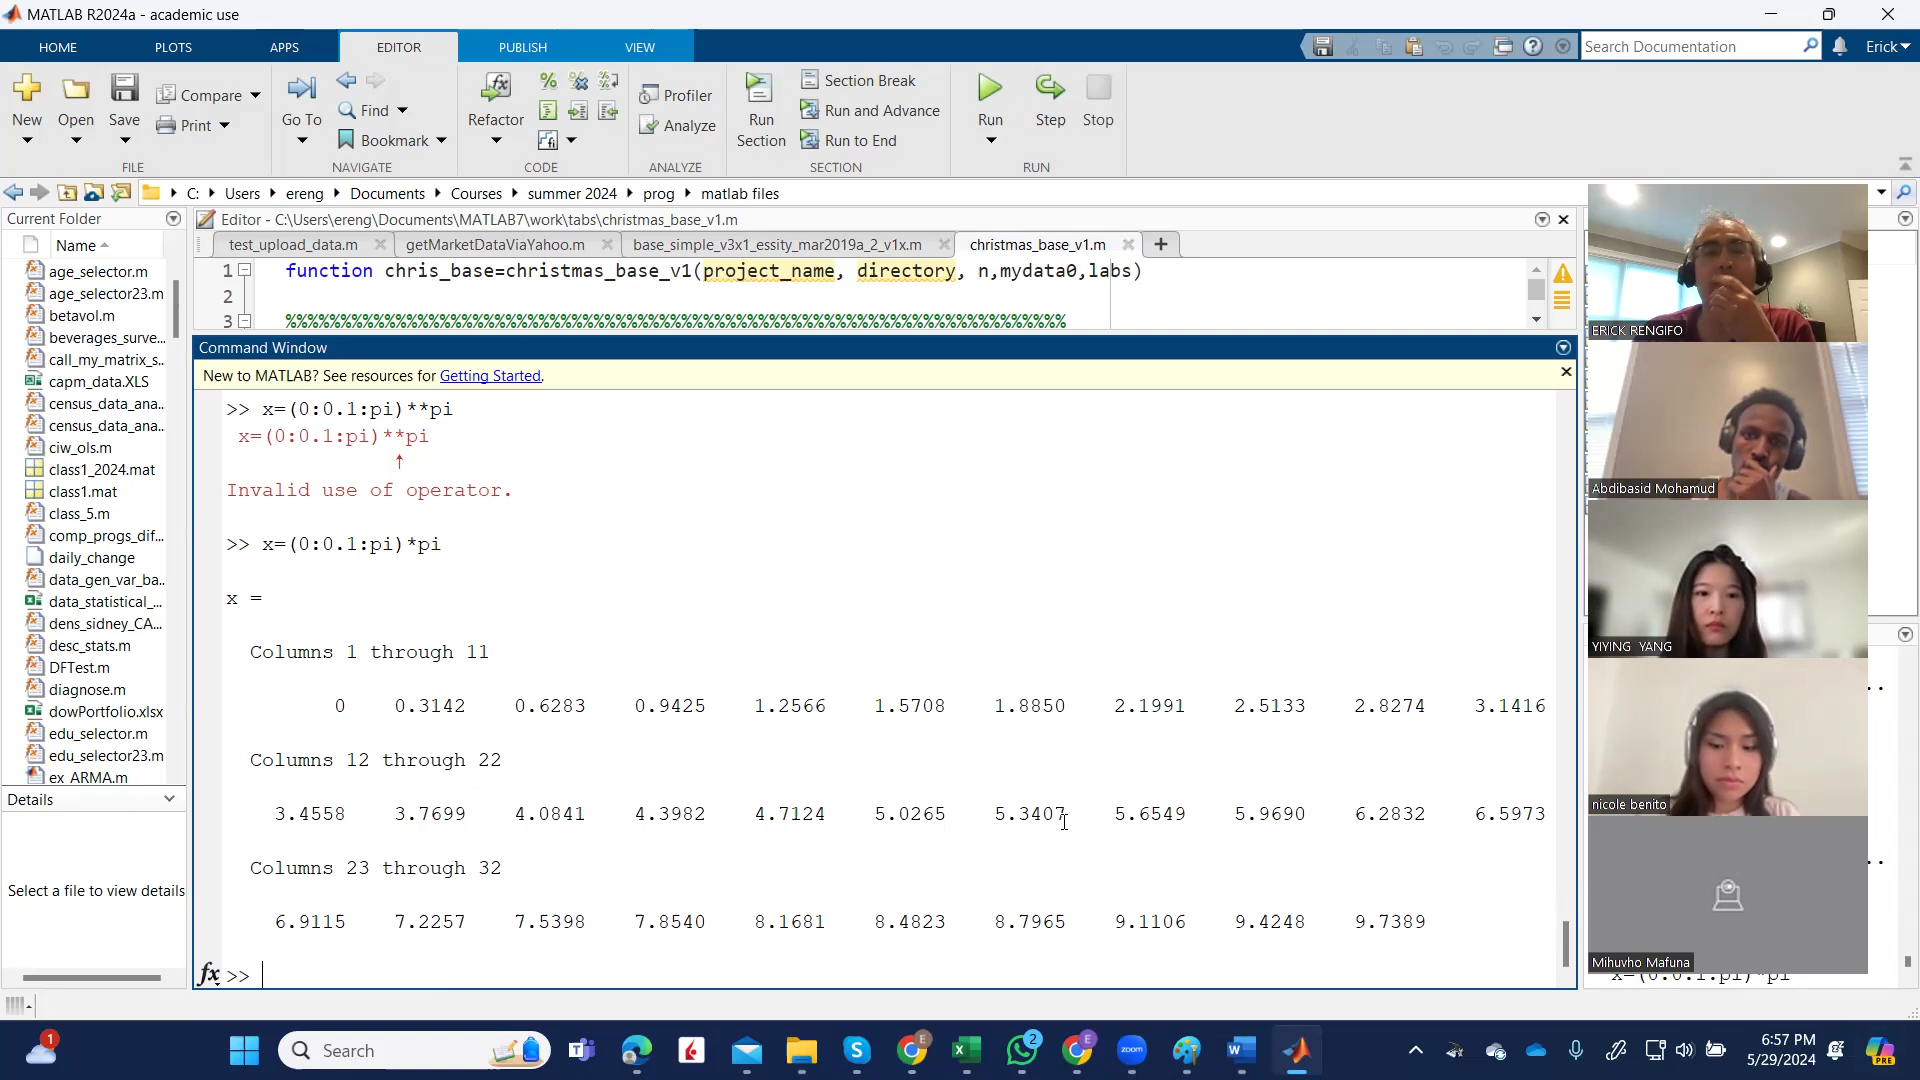 MATLAB R2024a - academic use
HOME PLOTS APPS EDITOR PUBLISH VIEW
Search Documentation
Erick
New
Open
Save
Compare
Print
FILE
Go To
Find
Bookmark
NAVIGATE
Refactor
CODE
Profiler
Analyze
ANALYZE
Run Section
Section Break
Run and Advance
Run to End
SECTION
Run
Step
Stop
RUN
C: Users ereng Documents Courses summer 2024 prog matlab files
Current Folder
Name
age_selector.m
age_selector23.m
betavol.m
beverages_surve...
call_my_matrix_s...
capm_data.XLS
census_data_ana...
census_data_ana...
ciw_ols.m
class1_2024.mat
class1.mat
class_5.m
comp_progs_dif...
daily_change
data_gen_var_ba...
data_statistical_...
dens_sidney_CA...
desc_stats.m
DFTest.m
diagnose.m
dowPortfolio.xlsx
edu_selector.m
edu_selector23.m
ex_ARMA.m
Details
Select a file to view details
Editor - C:\Users\ereng\Documents\MATLAB7\work\tabs\christmas_base_v1.m
test_upload_data.m getMarketDataViaYahoo.m base_simple_v3x1_essity_mar2019a_2_v1x.m christmas_base_v1.m
1 function chris_base=christmas_base_v1(project_name, directory, n,mydata0,labs)
2
3 %%%%%%%%%%%%%%%%%%%%%%%%%%%%%%%%%%%%%%%%%%%%%%%%%%%%%%%%%%%%%%%%%
Command Window
New to MATLAB? See resources for Getting Started.
>> x=(0:0.1:pi)**pi
x=(0:0.1:pi)**pi
↑
Invalid use of operator.
>> x=(0:0.1:pi)*pi
x =
Columns 1 through 11
0 0.3142 0.6283 0.9425 1.2566 1.5708 1.8850 2.1991 2.5133 2.8274 3.1416
Columns 12 through 22
3.4558 3.7699 4.0841 4.3982 4.7124 5.0265 5.3407 5.6549 5.9690 6.2832 6.5973
Columns 23 through 32
6.9115 7.2257 7.5398 7.8540 8.1681 8.4823 8.7965 9.1106 9.4248 9.7389
fx >>
ERICK RENGIFO
Abdibasid Mohamud
YIYING YANG
nicole benito
Mihuvho Mafuna
1
Search
E
2
E
zoom
6:57 PM
5/29/2024
PRE